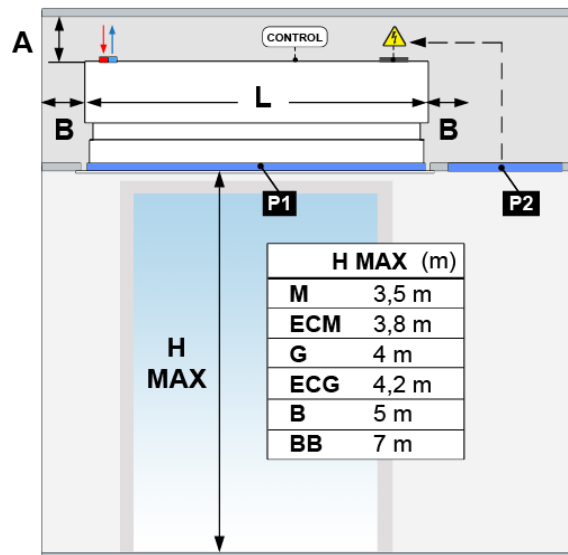 A
CONTROL
B
L
B
P1
P2
H MAX (m)
M 3,5 m
ECM 3,8 m
G 4 m
ECG 4,2 m
B 5 m
BB 7 m
H
MAX